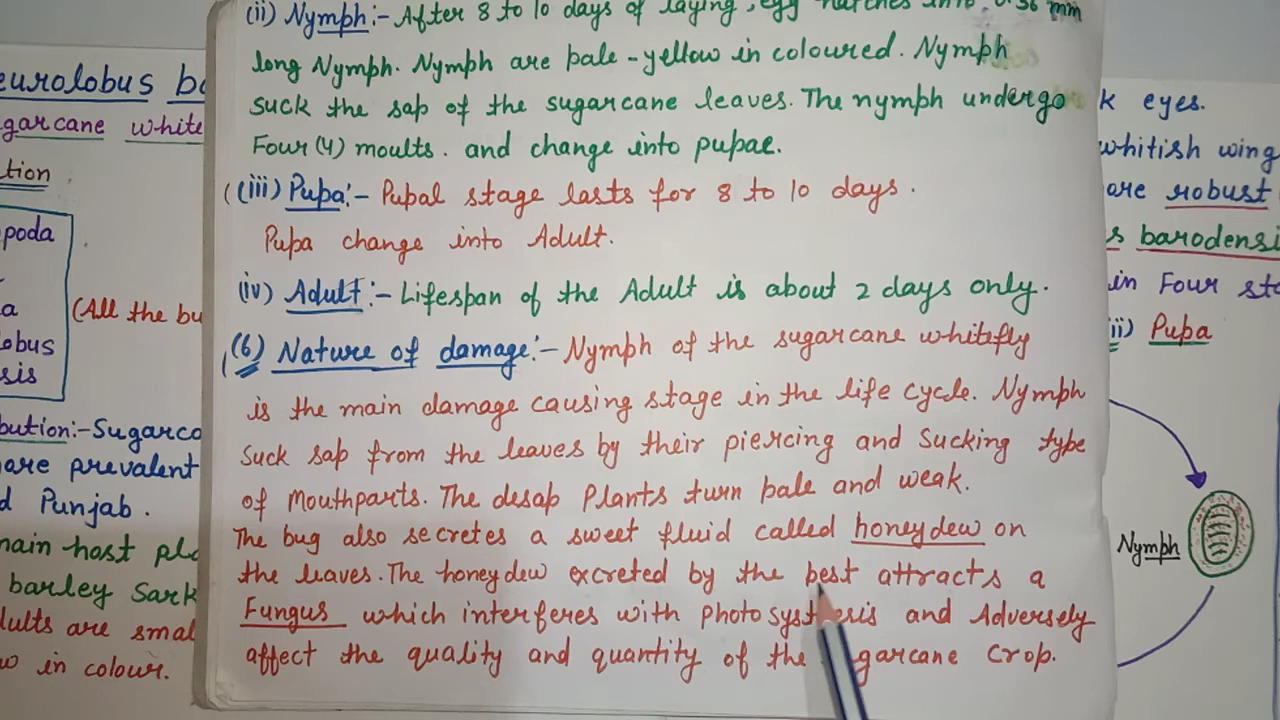 (ii) Nymph:- After 8 to 10 days of laying, egg hatches into 0.36 mm
long Nymph. Nymph are pale-yellow in coloured. Nymph
suck the sap of the sugarcane leaves. The nymph undergo
Four (4) moults. and change into pupae.
(iii) Pupa:- Pupal stage lasts for 8 to 10 days.
Pupa change into Adult.
(iv) Adult:- Lifespan of the Adult is about 2 days only.
(6) Nature of damage:- Nymph of the sugarcane whitefly
is the main damage causing stage in the life cycle. Nymph
suck sap from the leaves by their piercing and sucking type
of Mouthparts. The desap Plants turn pale and weak.
The bug also secretes a sweet fluid called honeydew on
the leaves. The honeydew excreted by the pest attracts a
Fungus which interferes with photo and Adversely
affect the quality and quantity of the crop.
eurolobus ba
garcane white
tion
poda
a
obus
sis
(All the bu
bution:- Sugarca
are prevalent
d Punjab.
main host pla
barley Sark
dults are smal
w in colour.
k eyes.
whitish wing
are robust
s barodensi
in Four sta
ii) Pupa
Nymph